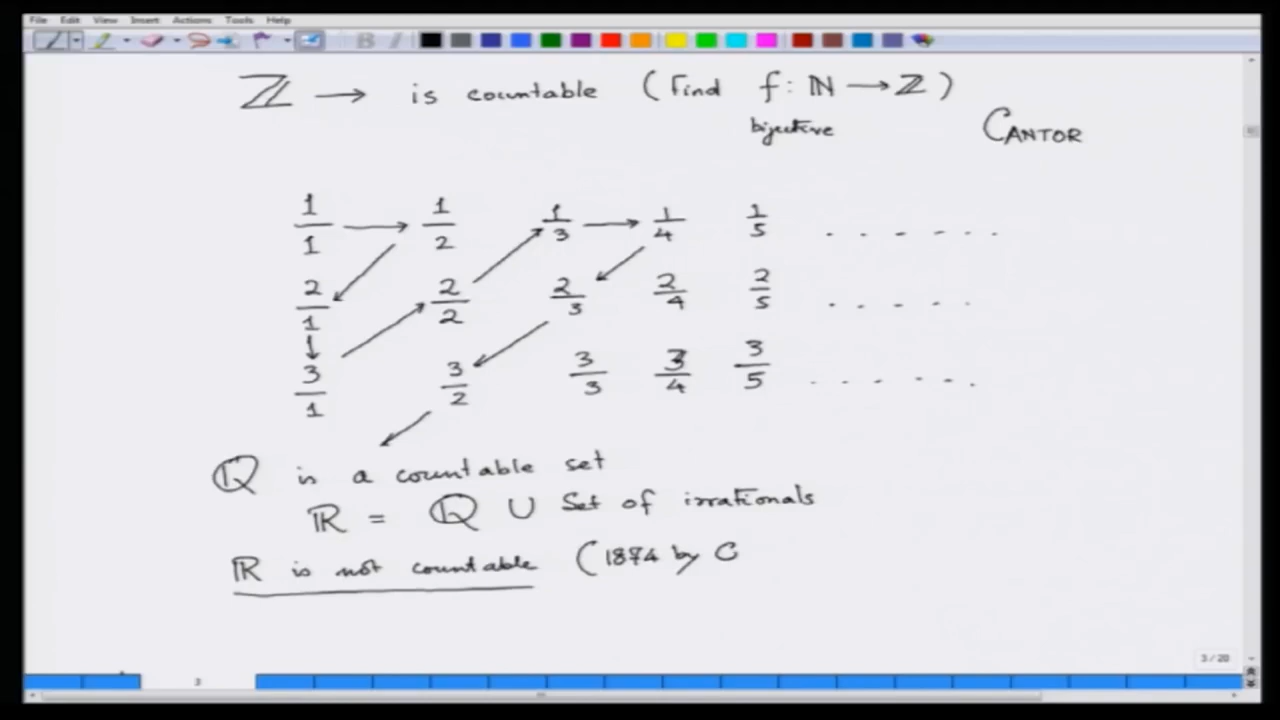 File Edit View Insert Actions Tools Help
ℤ → is countable (Find f: ℕ → ℤ)
bijective
CANTOR
1/1 → 1/2 1/3 → 1/4 1/5 . . . . . .
2/1 2/2 2/3 2/4 2/5 . . . . .
3/1 3/2 3/3 3/4 3/5 . . . . . .
ℚ is a countable set
ℝ = ℚ ∪ Set of irrationals
ℝ is not countable (1874 by C
3 / 20
3